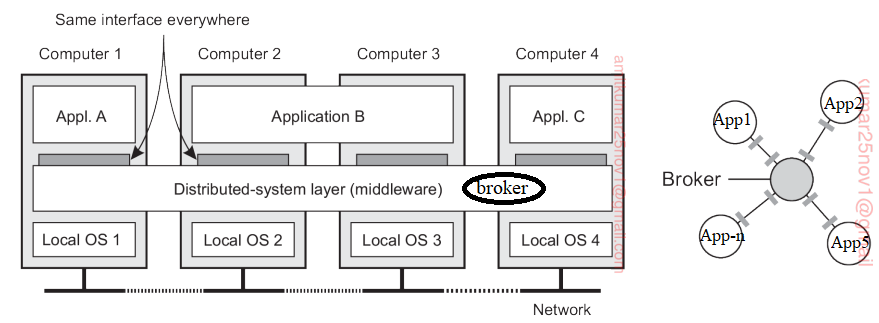 Same interface everywhere
Computer 1
Computer 2
Computer 3
Computer 4
Appl. A
Application B
Appl. C
Distributed-system layer (middleware)
broker
Local OS 1
Local OS 2
Local OS 3
Local OS 4
Network
amitkumar25nov1@gmail.com
App1
App2
Broker
App-n
App5
kumar25nov1@gmail